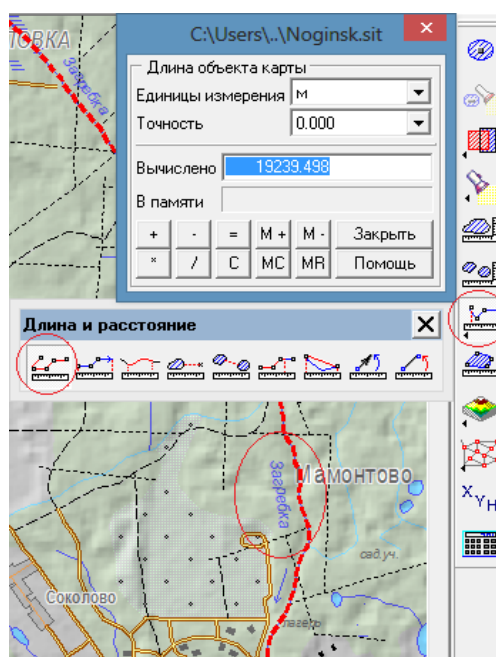 ЛОВКА
Загребка
C:\Users\..\Noginsk.sit
Длина объекта карты
Единицы измерения м
Точность 0.000
Вычислено 19239.498
В памяти
+ - = M + M - Закрыть
* / C MC MR Помощь
Длина и расстояние
Загребка
Мамонтово
сад.уч.
Соколово
лагерь
X Y H